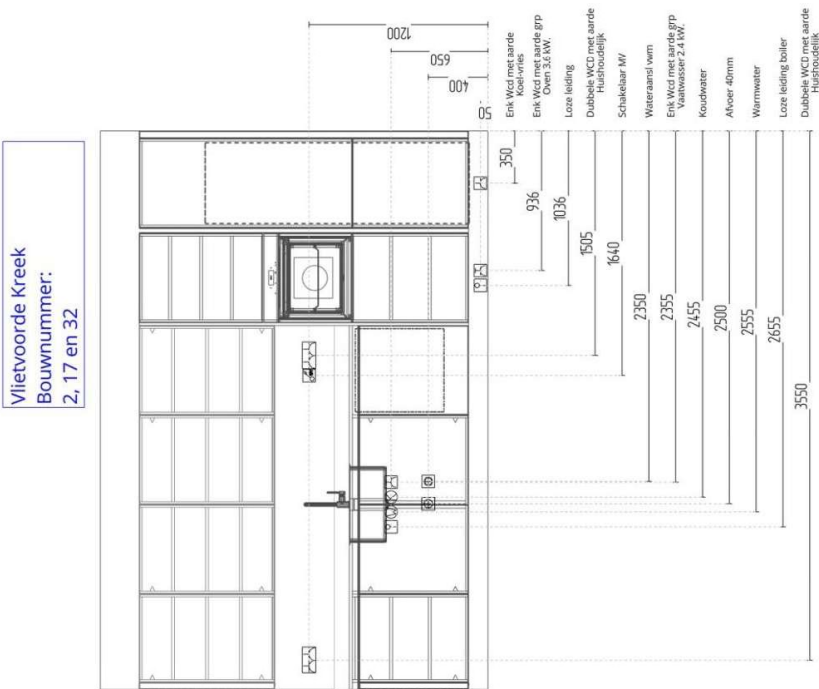 Vlietvoorde Kreek
Bouwnummer:
2, 17 en 32
1200
650
400
50
Enk Wcd met aarde
Koel-vries
350
Enk Wcd met aarde grp
Oven 3.6 kW.
936
Loze leiding
1036
Dubbele WCD met aarde
Huishoudelijk
1505
Schakelaar MV
1640
Wateraansl vwm
2350
Enk Wcd met aarde grp
Vaatwasser 2.4 kW.
2355
Koudwater
2455
Afvoer 40mm
2500
Warmwater
2555
Loze leiding boiler
2655
Dubbele WCD met aarde
Huishoudelijk
3550